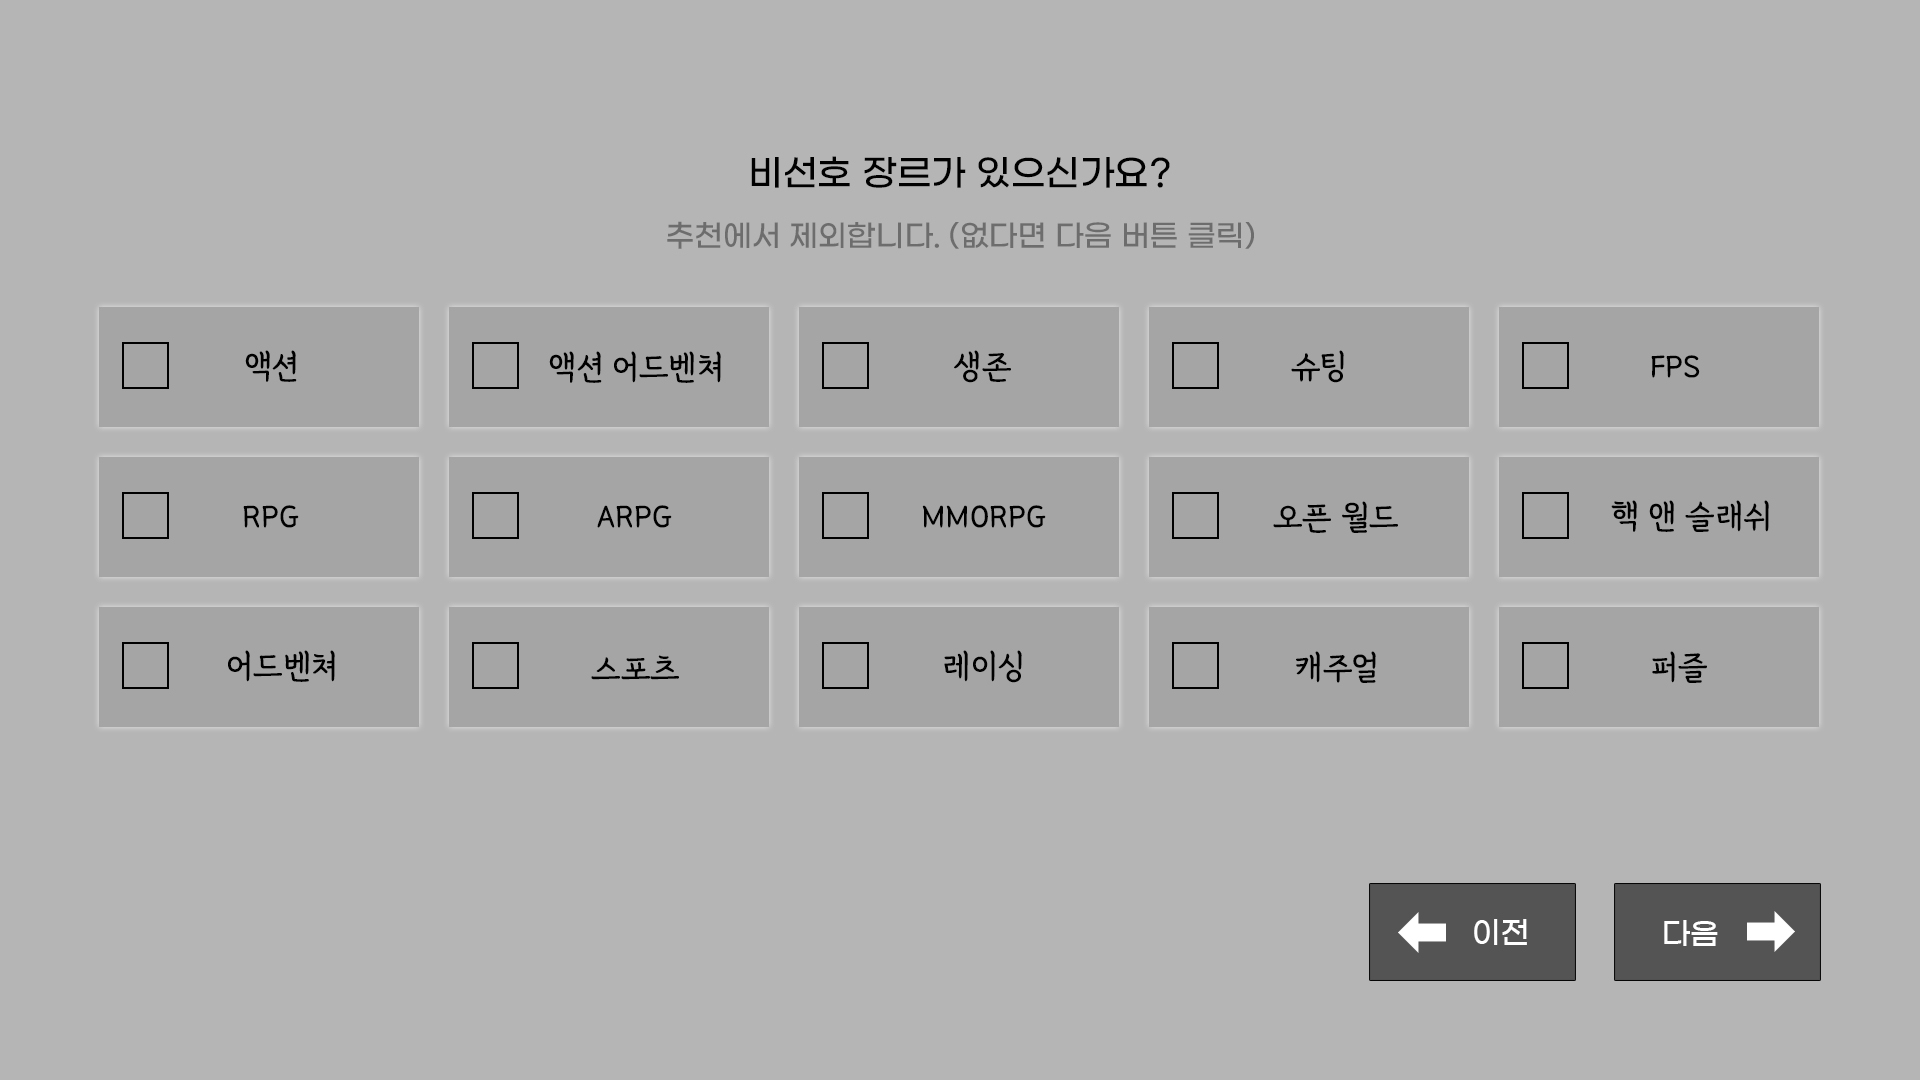 비선호 장르가 있으신가요?
추천에서 제외합니다. (없다면 다음 버튼 클릭)
액션
액션 어드벤쳐
생존
슈팅
FPS
RPG
ARPG
MMORPG
오픈 월드
핵 앤 슬래쉬
어드벤쳐
스포츠
레이싱
캐주얼
퍼즐
이전
다음